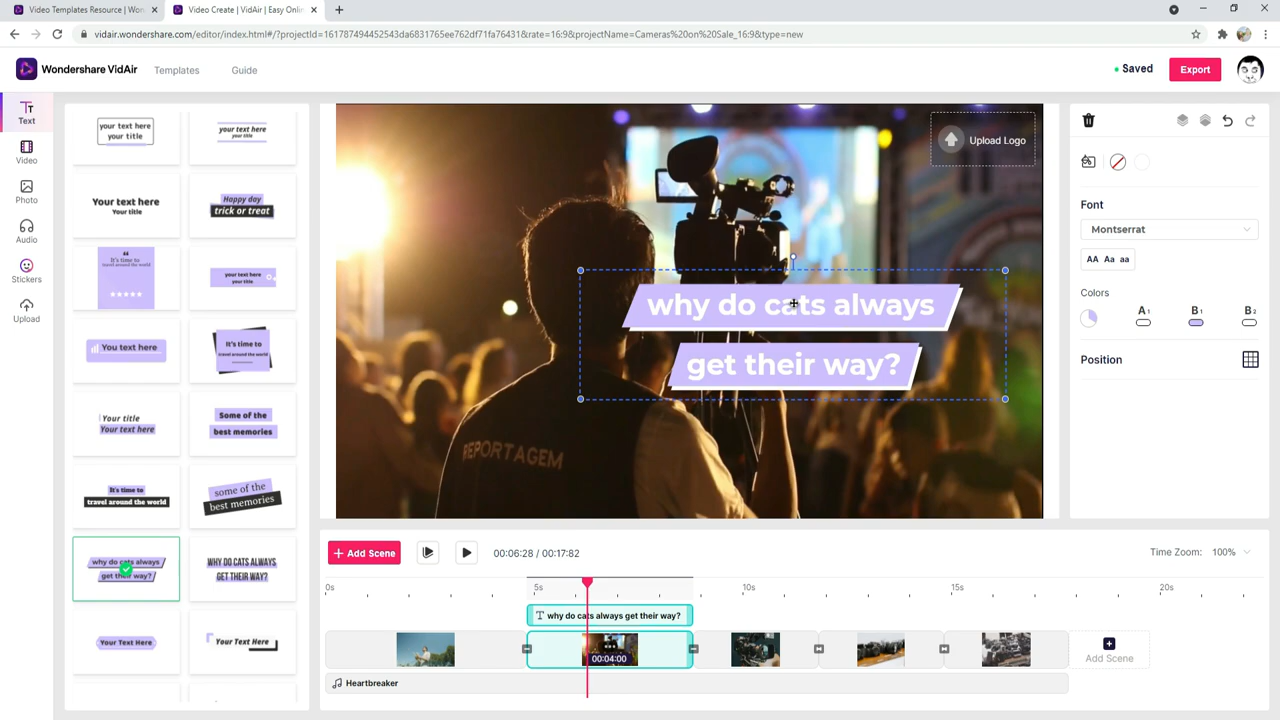 Video Templates Resource | Won
Video Create | VidAir | Easy Onlin
vidair.wondershare.com/editor/index.html#/?projectId=161787494452543da6831765ee762df71fa76431&rate=16:9&projectName=Cameras%20on%20Sale_16:9&type=new
Wondershare VidAir
Templates
Guide
Saved
Export
Text
Video
Photo
Audio
Stickers
Upload
your text here
your title
your text here
your title
Your text here
Your title
Happy day
trick or treat
It's time to
travel around the world
your text here
your title
You text here
It's time to
travel around the world
Your title
Your text here
Some of the
best memories
It's time to
travel around the world
some of the
best memories
why do cats always
get their way?
WHY DO CATS ALWAYS
GET THEIR WAY?
Your Text Here
Your Text Here
Upload Logo
why do cats always
get their way?
REPORTAGEM
Font
Montserrat
AA Aa aa
Colors
A1
B1
B2
Position
+ Add Scene
00:06:28 / 00:17:82
Time Zoom: 100%
0s
5s
10s
15s
20s
why do cats always get their way?
00:04:00
Add Scene
Heartbreaker